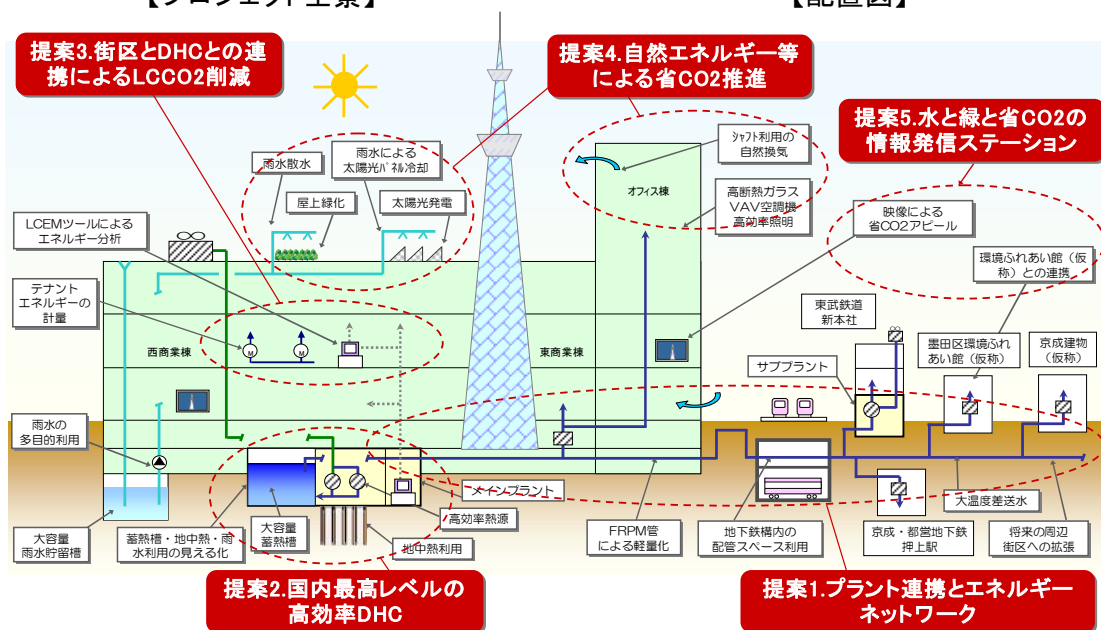 【プロジェクト全景】
【配置図】
提案3.街区とDHCとの連
携によるLCCO2削減
提案4.自然エネルギー等
による省CO2推進
提案5.水と緑と省CO2の
情報発信ステーション
雨水散水
雨水による
太陽光ﾊﾟﾈﾙ冷却
屋上緑化
太陽光発電
ｼｬﾌﾄ利用の
自然換気
オフィス棟
高断熱ガラス
VAV空調機
高効率照明
映像による
省CO2アピール
LCEMツールによる
エネルギー分析
環境ふれあい館（仮
称）との連携
テナント
エネルギーの
計量
M
M
西商業棟
東商業棟
東武鉄道
新本社
墨田区環境ふれ
あい館（仮称）
京成建物
（仮称）
サブプラント
雨水の
多目的利用
メインプラント
高効率熱源
大温度差送水
大容量
雨水貯留槽
蓄熱槽・地中熱・雨
水利用の見える化
大容量
蓄熱槽
地中熱利用
FRPM管
による軽量化
地下鉄構内の
配管スペース利用
京成・都営地下鉄
押上駅
将来の周辺
街区への拡張
提案2.国内最高レベルの
高効率DHC
提案1.プラント連携とエネルギー
ネットワーク